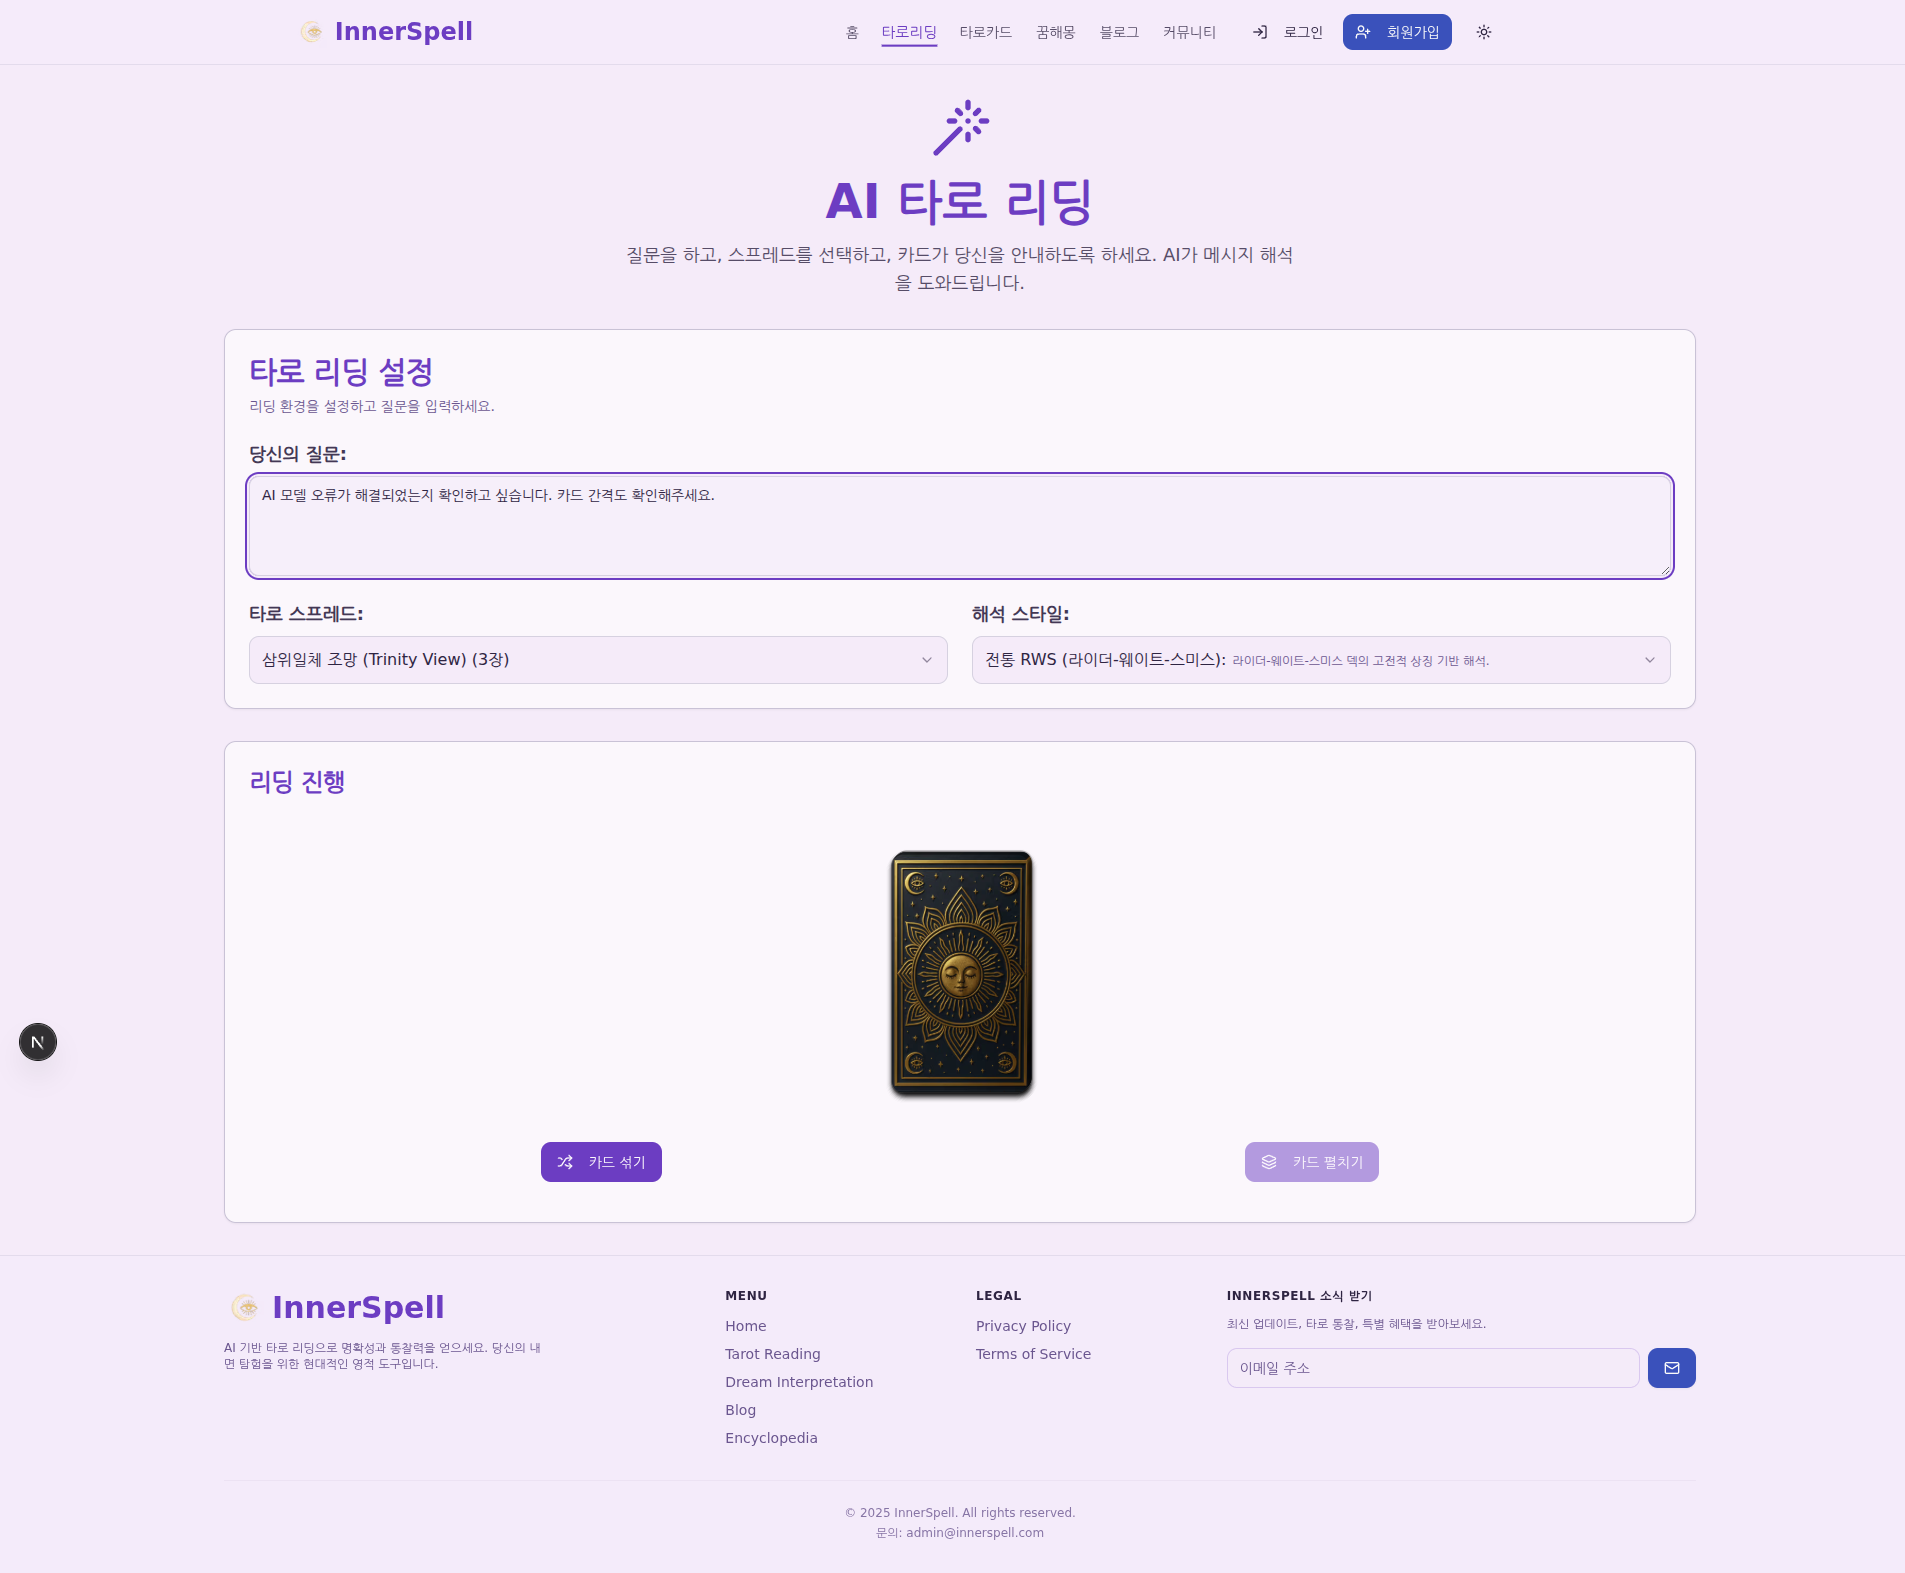 InnerSpell
홈
타로리딩
타로카드
꿈해몽
블로그
커뮤니티
로그인
회원가입
AI 타로 리딩
질문을 하고, 스프레드를 선택하고, 카드가 당신을 안내하도록 하세요. AI가 메시지 해석
을 도와드립니다.
타로 리딩 설정
리딩 환경을 설정하고 질문을 입력하세요.
당신의 질문:
AI 모델 오류가 해결되었는지 확인하고 싶습니다. 카드 간격도 확인해주세요.
타로 스프레드:
삼위일체 조망 (Trinity View) (3장)
해석 스타일:
전통 RWS (라이더-웨이트-스미스): 라이더-웨이트-스미스 덱의 고전적 상징 기반 해석.
리딩 진행
카드 섞기
카드 펼치기
N
InnerSpell
AI 기반 타로 리딩으로 명확성과 통찰력을 얻으세요. 당신의 내
면 탐험을 위한 현대적인 영적 도구입니다.
MENU
Home
Tarot Reading
Dream Interpretation
Blog
Encyclopedia
LEGAL
Privacy Policy
Terms of Service
INNERSPELL 소식 받기
최신 업데이트, 타로 통찰, 특별 혜택을 받아보세요.
이메일 주소
© 2025 InnerSpell. All rights reserved.
문의: admin@innerspell.com